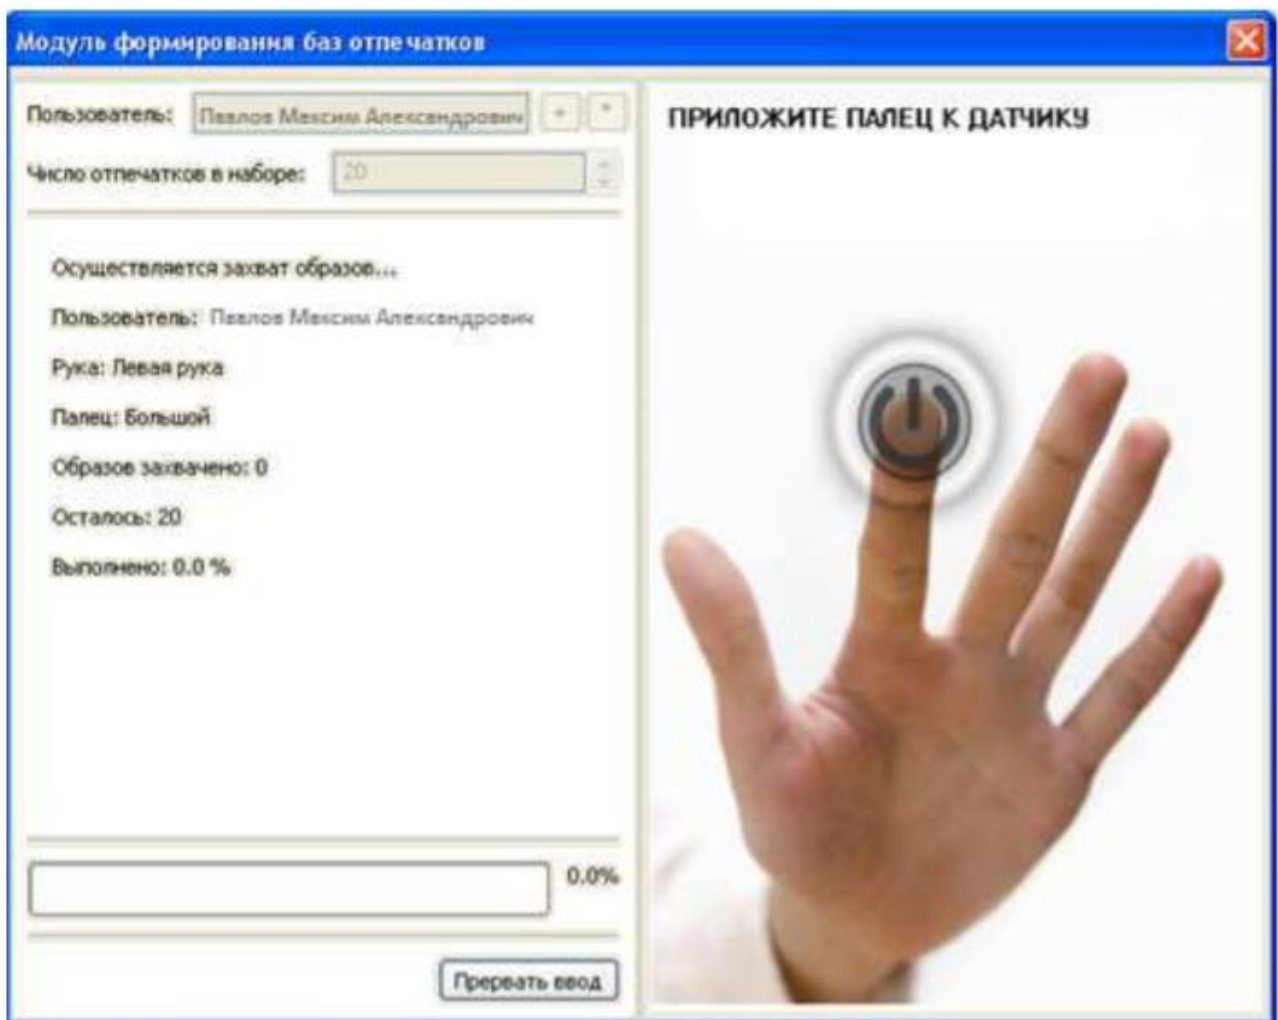 Модуль формирования баз отпечатков
Пользователь: Павлов Максим Александрович + *
Число отпечатков в наборе: 20
Осуществляется захват образов...
Пользователь: Павлов Максим Александрович
Рука: Левая рука
Палец: Большой
Образов захвачено: 0
Осталось: 20
Выполнено: 0.0 %
0.0%
Прервать ввод
ПРИЛОЖИТЕ ПАЛЕЦ К ДАТЧИКУ